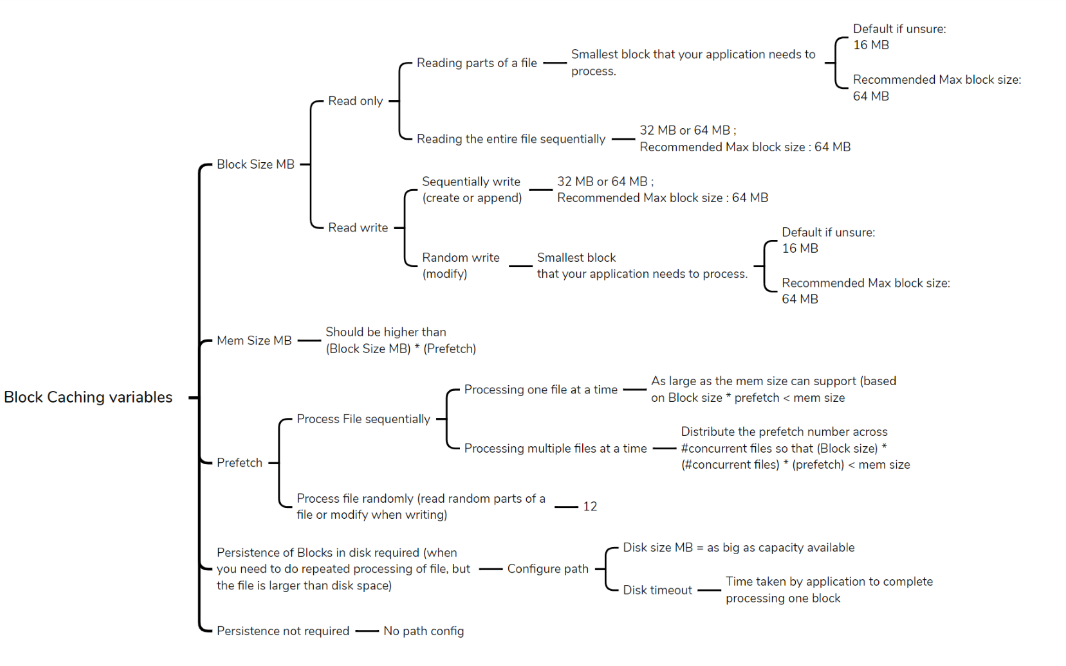 Default if unsure:
16 MB
Reading parts of a file
Smallest block that your application needs to
process.
Recommended Max block size:
64 MB
Read only
Reading the entire file sequentially
32 MB or 64 MB ;
Recommended Max block size : 64 MB
Block Size MB
Sequentially write
(create or append)
32 MB or 64 MB ;
Recommended Max block size : 64 MB
Read write
Default if unsure:
16 MB
Random write
(modify)
Smallest block
that your application needs to process.
Recommended Max block size:
64 MB
Mem Size MB
Should be higher than
(Block Size MB) * (Prefetch)
Block Caching variables
Processing one file at a time
As large as the mem size can support (based
on Block size * prefetch < mem size
Process File sequentially
Processing multiple files at a time
Distribute the prefetch number across
#concurrent files so that (Block size) *
(#concurrent files) * (prefetch) < mem size
Prefetch
Process file randomly (read random parts of a
file or modify when writing)
12
Persistence of Blocks in disk required (when
you need to do repeated processing of file, but
the file is larger than disk space)
Configure path
Disk size MB = as big as capacity available
Disk timeout
Time taken by application to complete
processing one block
Persistence not required
No path config